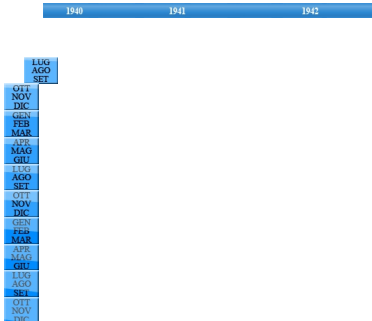 1940 1941 1942
LUG
AGO
SET
OTT
NOV
DIC
GEN
FEB
MAR
APR
MAG
GIU
LUG
AGO
SET
OTT
NOV
DIC
GEN
FEB
MAR
APR
MAG
GIU
LUG
AGO
SET
OTT
NOV
DIC